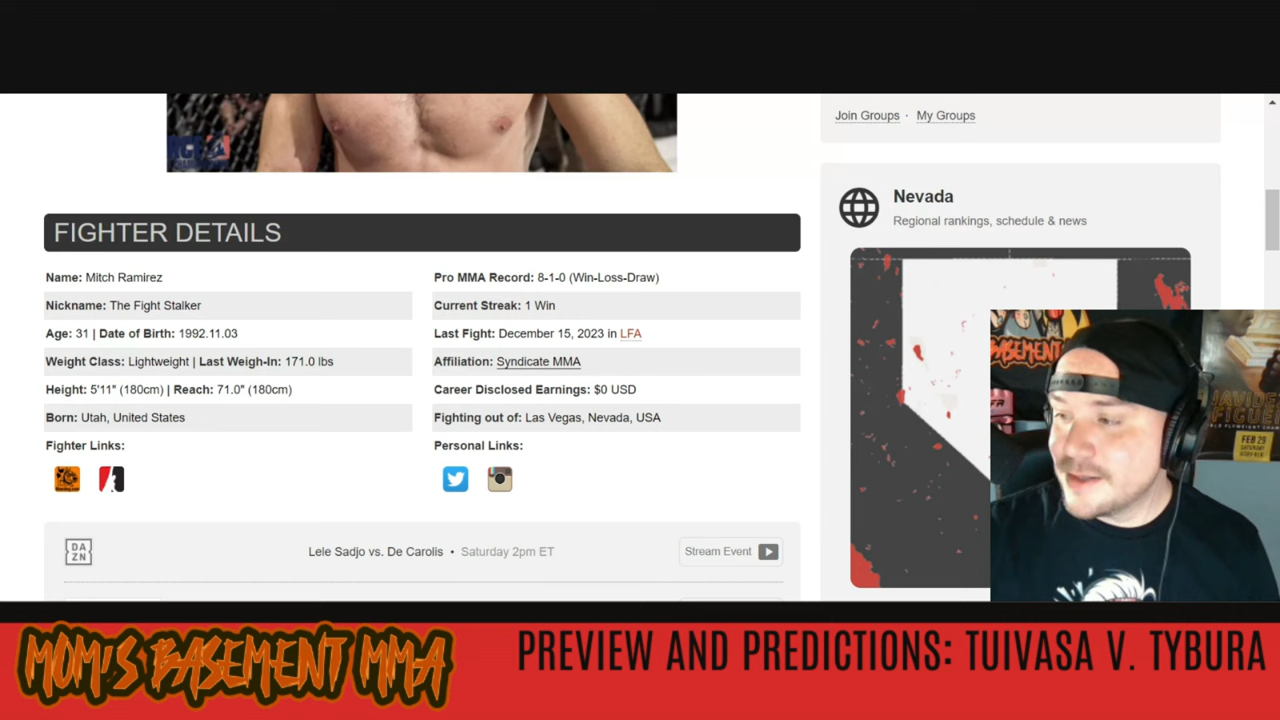 Join Groups · My Groups
Nevada
Regional rankings, schedule & news
FIGHTER DETAILS
Name: Mitch Ramirez
Nickname: The Fight Stalker
Age: 31 | Date of Birth: 1992.11.03
Weight Class: Lightweight | Last Weigh-In: 171.0 lbs
Height: 5'11" (180cm) | Reach: 71.0" (180cm)
Born: Utah, United States
Fighter Links:
Pro MMA Record: 8-1-0 (Win-Loss-Draw)
Current Streak: 1 Win
Last Fight: December 15, 2023 in LFA
Affiliation: Syndicate MMA
Career Disclosed Earnings: $0 USD
Fighting out of: Las Vegas, Nevada, USA
Personal Links:
DAZN
Lele Sadjo vs. De Carolis • Saturday 2pm ET
Stream Event
BASEMENT
FEB 29
SATURDAY
MOM'S BASEMENT MMA
PREVIEW AND PREDICTIONS: TUIVASA V. TYBURA